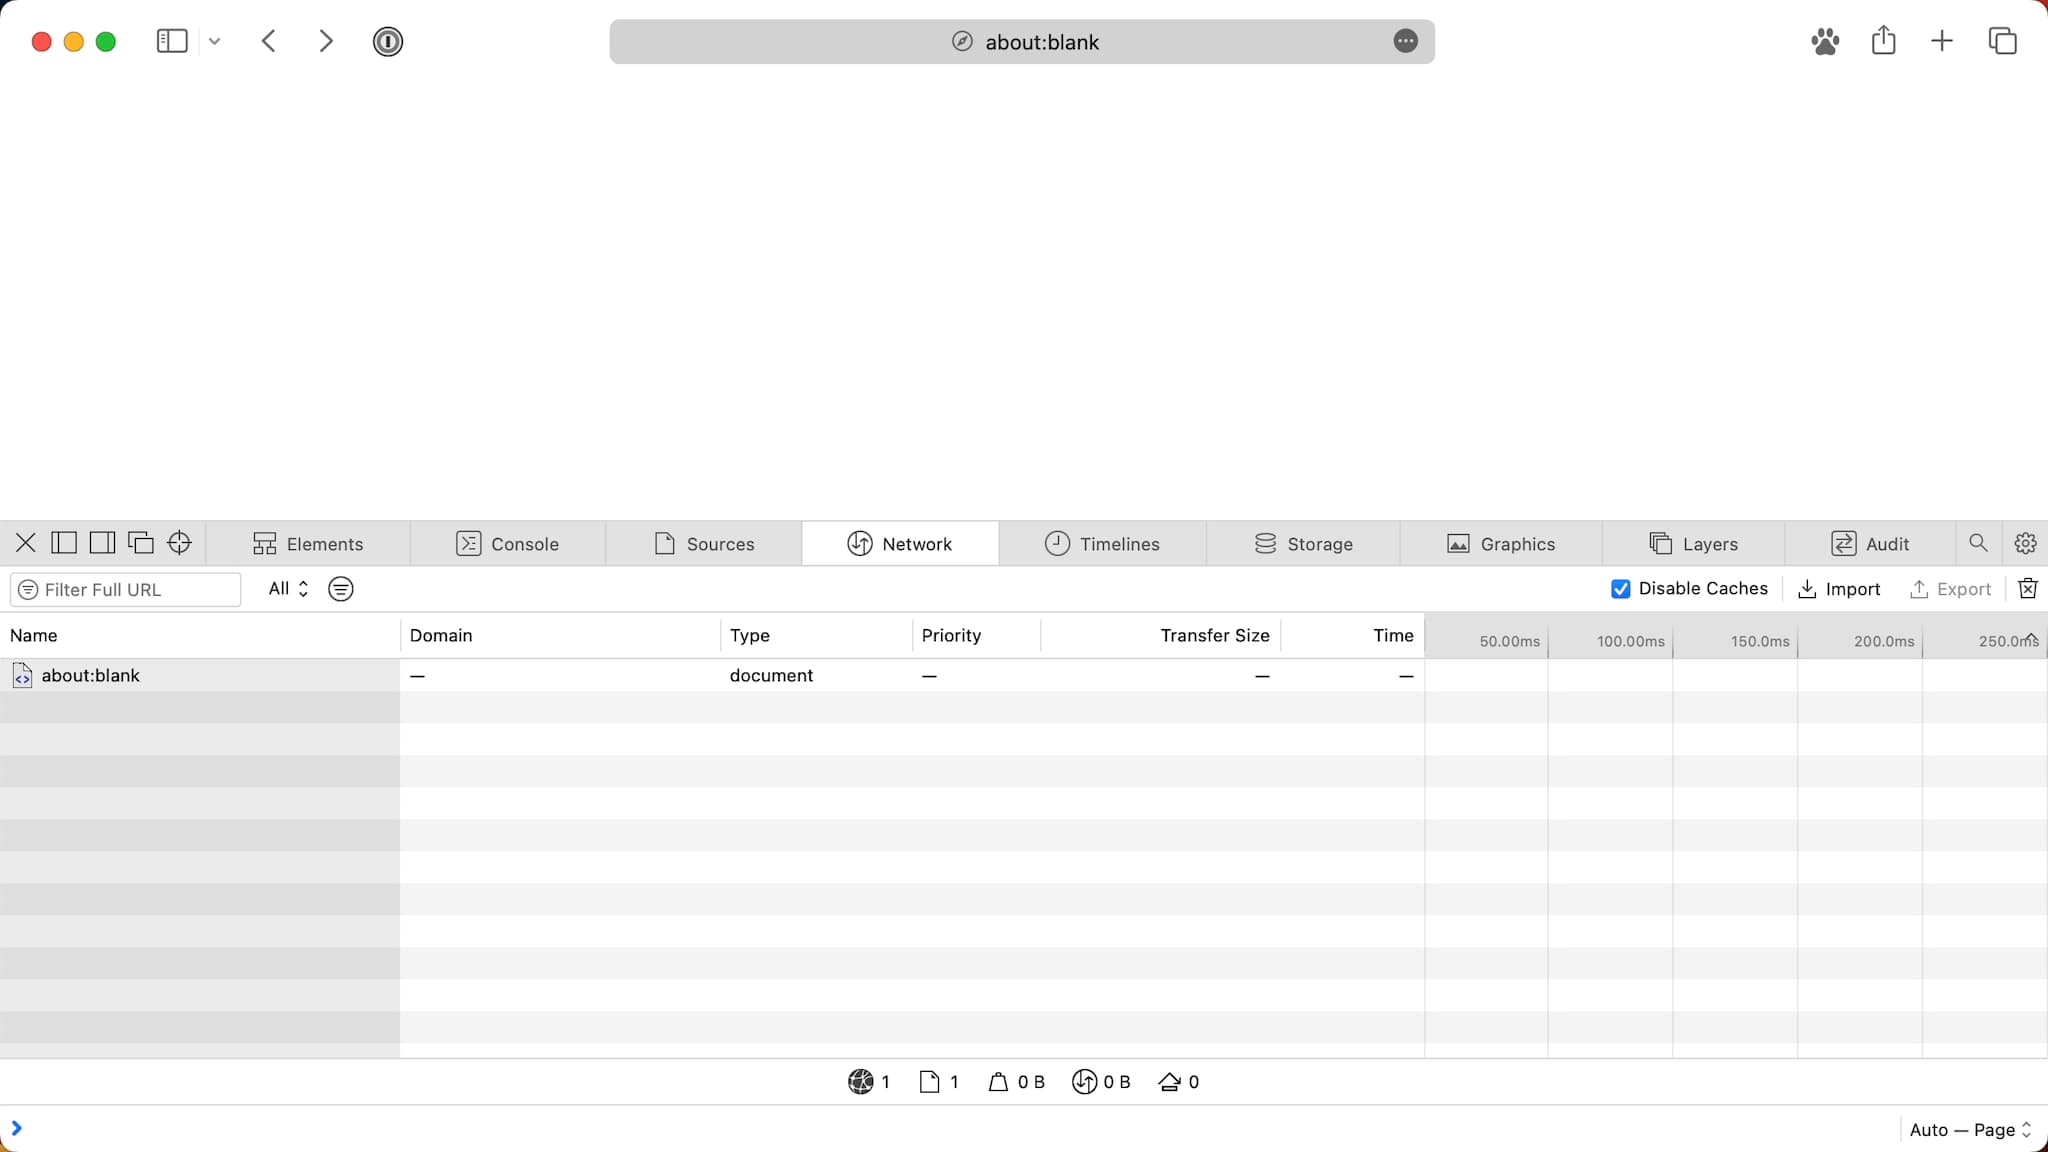 about:blank
Elements Console Sources Network Timelines Storage Graphics Layers Audit
Filter Full URL All Disable Caches Import Export
Name Domain Type Priority Transfer Size Time 50.00ms 100.00ms 150.0ms 200.0ms 250.0ms
about:blank — document — — —
1 1 0 B 0 B 0
Auto — Page